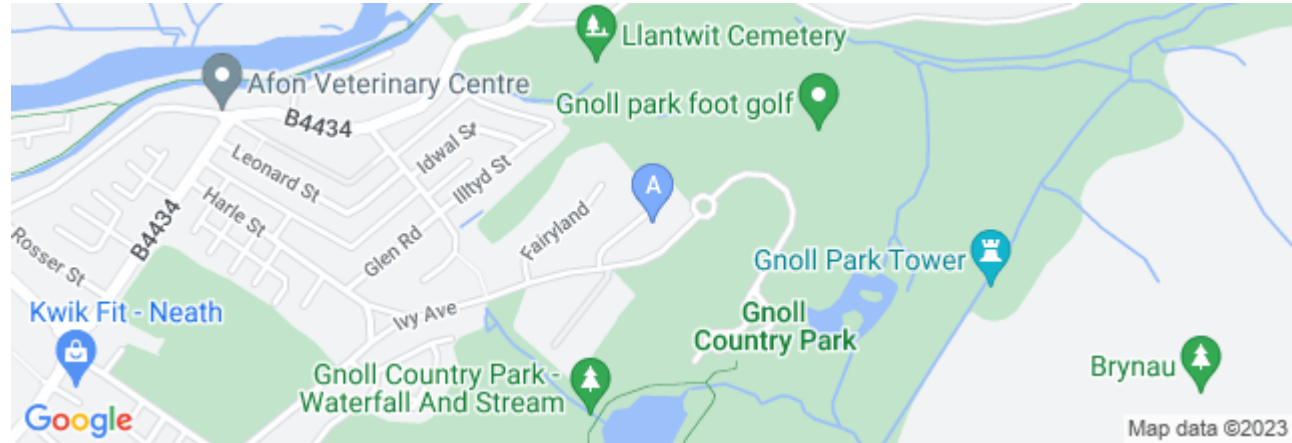 Llantwit Cemetery
Afon Veterinary Centre
Gnoll park foot golf
B4434
Idwal St
Leonard St
Illtyd St
A
Harle St
B4434
Fairyland
Rosser St
Glen Rd
Gnoll Park Tower
Kwik Fit - Neath
Ivy Ave
Gnoll
Country Park
Gnoll Country Park -
Waterfall And Stream
Brynau
Google
Map data ©2023